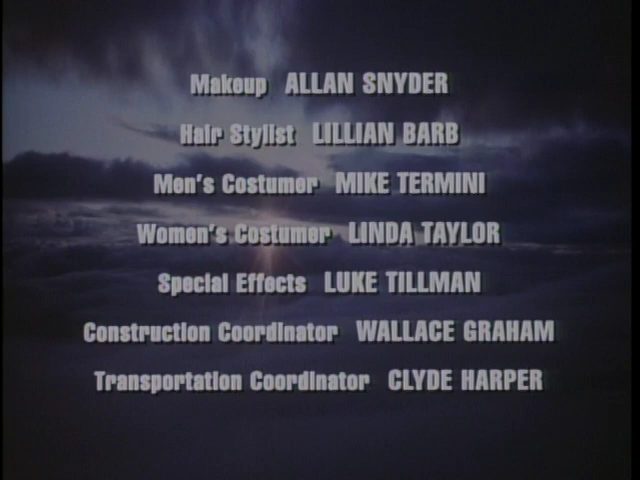 Makeup ALLAN SNYDER
Hair Stylist LILLIAN BARB
Men's Costumer MIKE TERMINI
Women's Costumer LINDA TAYLOR
Special Effects LUKE TILLMAN
Construction Coordinator WALLACE GRAHAM
Transportation Coordinator CLYDE HARPER